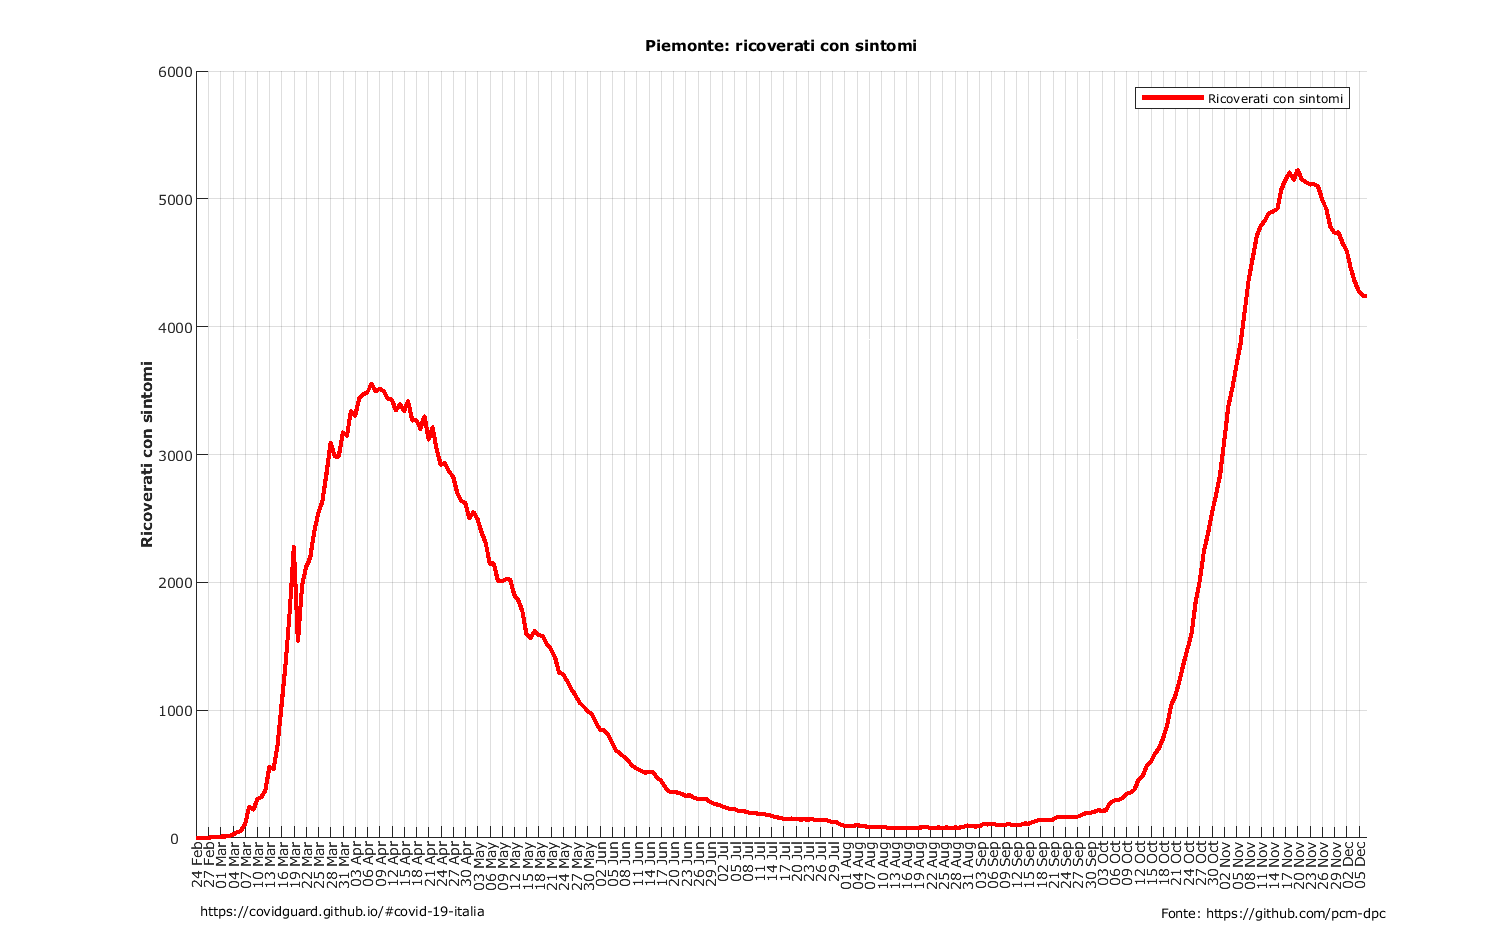 Piemonte: ricoverati con sintomi
Ricoverati con sintomi
Ricoverati con sintomi
6000
5000
4000
3000
2000
1000
0
24 Feb
27 Feb
01 Mar
04 Mar
07 Mar
10 Mar
13 Mar
16 Mar
19 Mar
22 Mar
25 Mar
28 Mar
31 Mar
03 Apr
06 Apr
09 Apr
12 Apr
15 Apr
18 Apr
21 Apr
24 Apr
27 Apr
30 Apr
03 May
06 May
09 May
12 May
15 May
18 May
21 May
24 May
27 May
30 May
02 Jun
05 Jun
08 Jun
11 Jun
14 Jun
17 Jun
20 Jun
23 Jun
26 Jun
29 Jun
02 Jul
05 Jul
08 Jul
11 Jul
14 Jul
17 Jul
20 Jul
23 Jul
26 Jul
29 Jul
01 Aug
04 Aug
07 Aug
10 Aug
13 Aug
16 Aug
19 Aug
22 Aug
25 Aug
28 Aug
31 Aug
03 Sep
06 Sep
09 Sep
12 Sep
15 Sep
18 Sep
21 Sep
24 Sep
27 Sep
30 Sep
03 Oct
06 Oct
09 Oct
12 Oct
15 Oct
18 Oct
21 Oct
24 Oct
27 Oct
30 Oct
02 Nov
05 Nov
08 Nov
11 Nov
14 Nov
17 Nov
20 Nov
23 Nov
26 Nov
29 Nov
02 Dec
05 Dec
https://covidguard.github.io/#covid-19-italia
Fonte: https://github.com/pcm-dpc